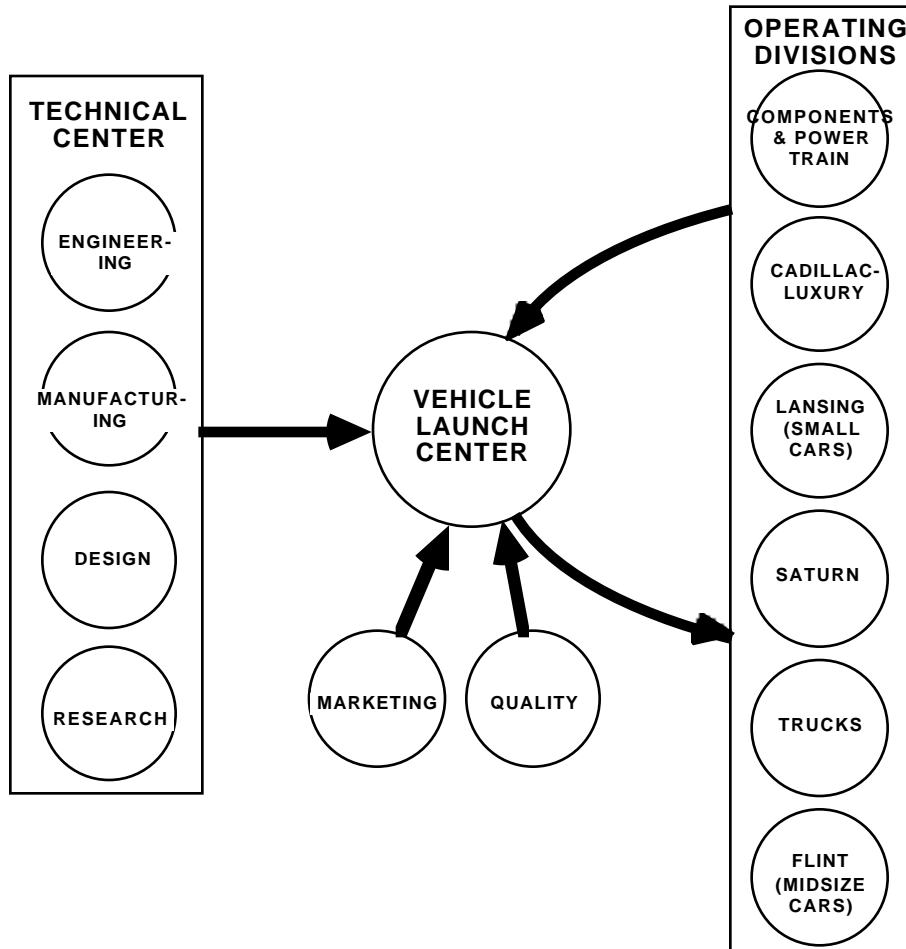 TECHNICAL
CENTER
ENGINEER-
ING
MANUFACTUR-
ING
DESIGN
RESEARCH
VEHICLE
LAUNCH
CENTER
MARKETING
QUALITY
OPERATING
DIVISIONS
COMPONENTS
& POWER
TRAIN
CADILLAC-
LUXURY
LANSING
(SMALL
CARS)
SATURN
TRUCKS
FLINT
(MIDSIZE
CARS)